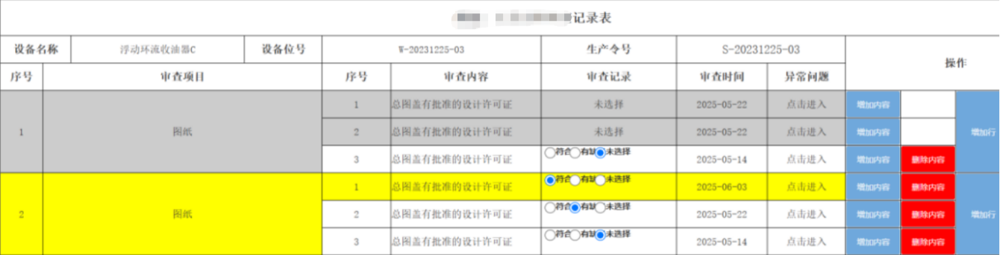 记录表
设备名称 浮动环流收油器C 设备位号 W-20231225-03 生产令号 S-20231225-03 操作
序号 审查项目 序号 审查内容 审查记录 审查时间 异常问题
1 图纸 1 总图盖有批准的设计许可证 未选择 2025-05-22 点击进入 增加内容 增加行
2 总图盖有批准的设计许可证 未选择 2025-05-22 点击进入 增加内容
3 总图盖有批准的设计许可证 符合 有缺 未选择 2025-05-14 点击进入 增加内容 删除内容
2 图纸 1 总图盖有批准的设计许可证 符合 有缺 未选择 2025-06-03 点击进入 增加内容 删除内容 增加行
2 总图盖有批准的设计许可证 符合 有缺 未选择 2025-05-22 点击进入 增加内容 删除内容
3 总图盖有批准的设计许可证 符合 有缺 未选择 2025-05-14 点击进入 增加内容 删除内容